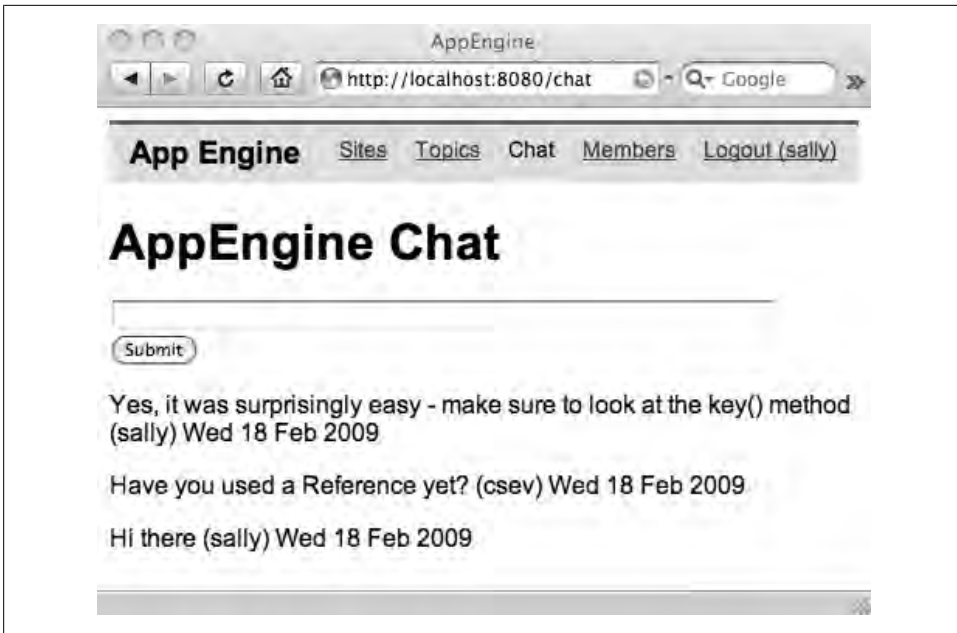 AppEngine
http://localhost:8080/chat
Google
App Engine Sites Topics Chat Members Logout (sally)
AppEngine Chat
Submit
Yes, it was surprisingly easy - make sure to look at the key() method
(sally) Wed 18 Feb 2009
Have you used a Reference yet? (csev) Wed 18 Feb 2009
Hi there (sally) Wed 18 Feb 2009